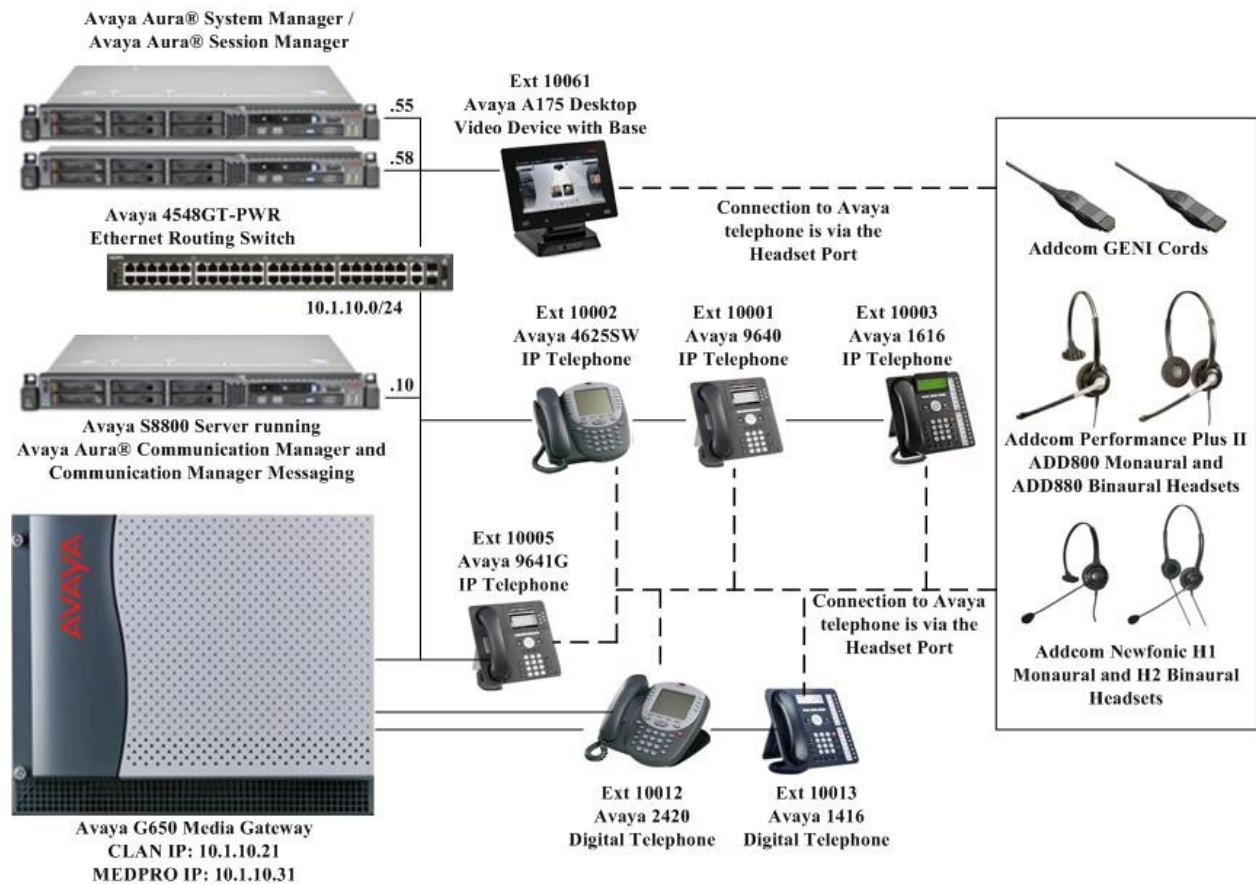 Avaya Aura® System Manager /
Avaya Aura® Session Manager
.55
.58
Ext 10061
Avaya A175 Desktop
Video Device with Base
Connection to Avaya
telephone is via the
Headset Port
Addcom GENI Cords
Avaya 4548GT-PWR
Ethernet Routing Switch
10.1.10.0/24
Ext 10002
Avaya 4625SW
IP Telephone
Ext 10001
Avaya 9640
IP Telephone
Ext 10003
Avaya 1616
IP Telephone
.10
Avaya S8800 Server running
Avaya Aura® Communication Manager and
Communication Manager Messaging
Addcom Performance Plus II
ADD800 Monaural and
ADD880 Binaural Headsets
AVAYA
Ext 10005
Avaya 9641G
IP Telephone
Connection to Avaya
telephone is via the
Headset Port
Addcom Newfonic H1
Monaural and H2 Binaural
Headsets
Ext 10012
Avaya 2420
Digital Telephone
Ext 10013
Avaya 1416
Digital Telephone
Avaya G650 Media Gateway
CLAN IP: 10.1.10.21
MEDPRO IP: 10.1.10.31